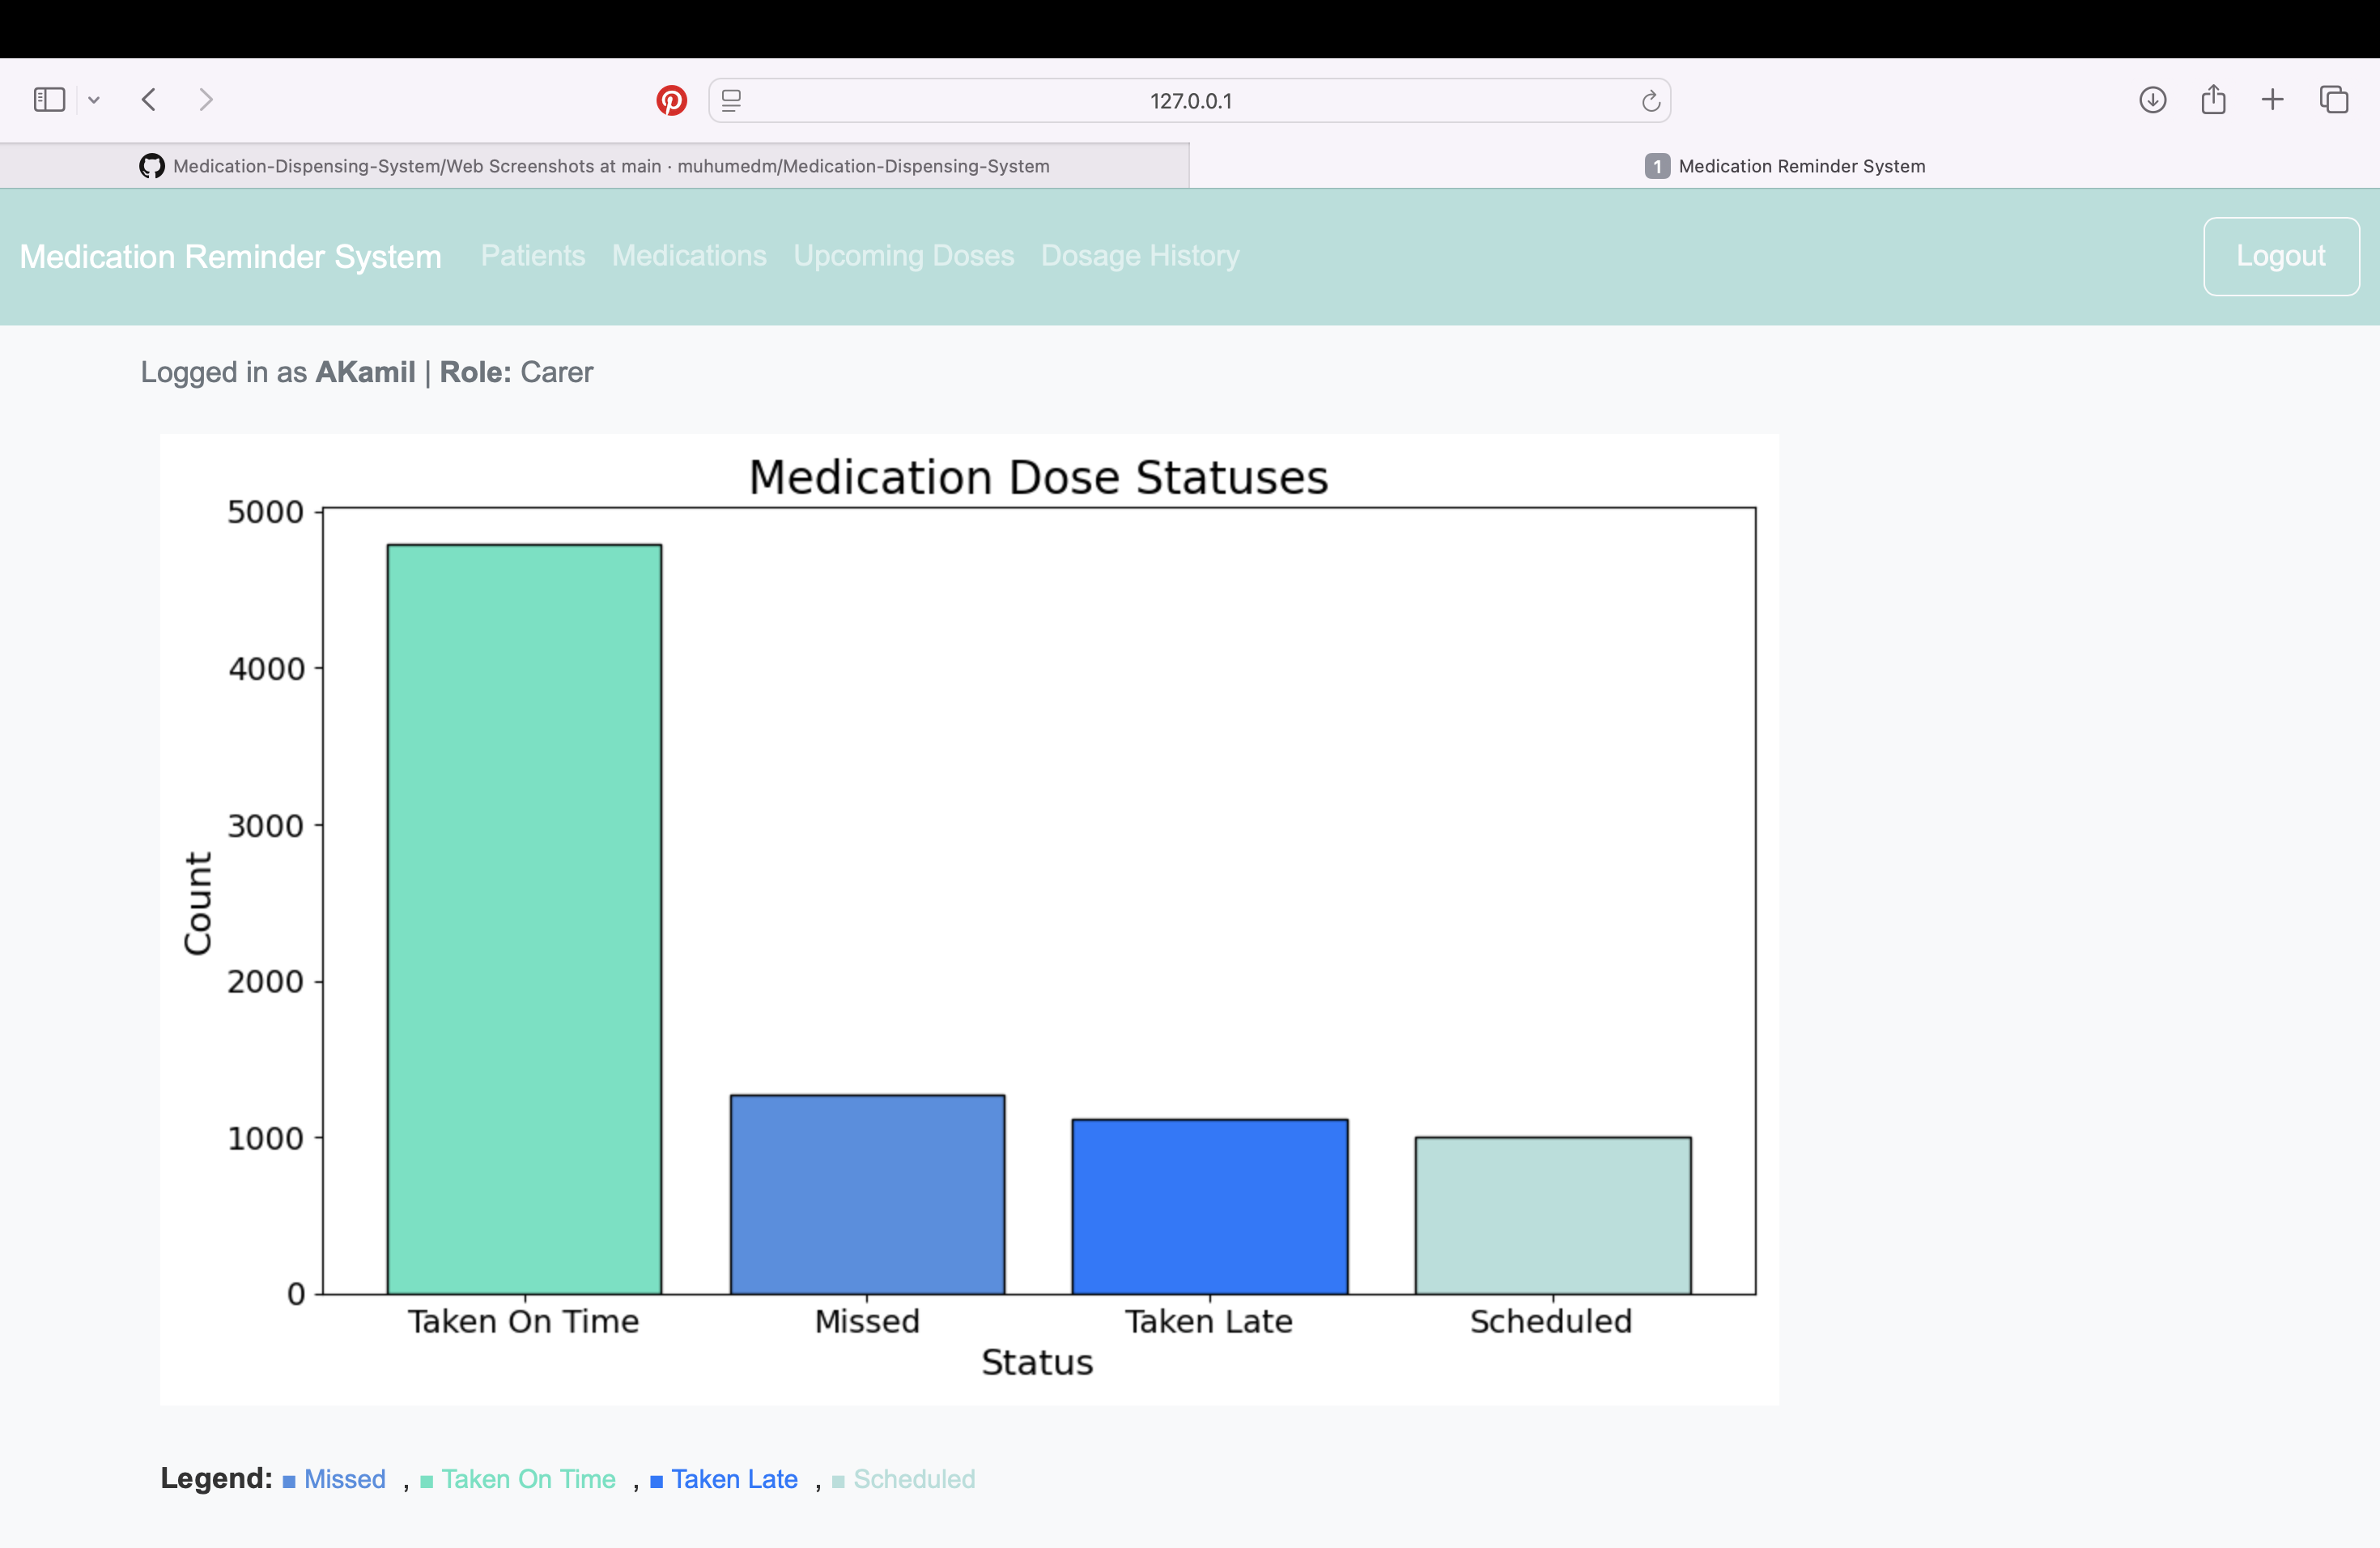 127.0.0.1
Medication-Dispensing-System/Web Screenshots at main · muhumedm/Medication-Dispensing-System
1 Medication Reminder System
Medication Reminder System Patients Medications Upcoming Doses Dosage History Logout
Logged in as AKamil | Role: Carer
Medication Dose Statuses
5000
4000
3000
Count
2000
1000
0
Taken On Time Missed Taken Late Scheduled
Status
Legend: ■ Missed , ■ Taken On Time , ■ Taken Late , ■ Scheduled